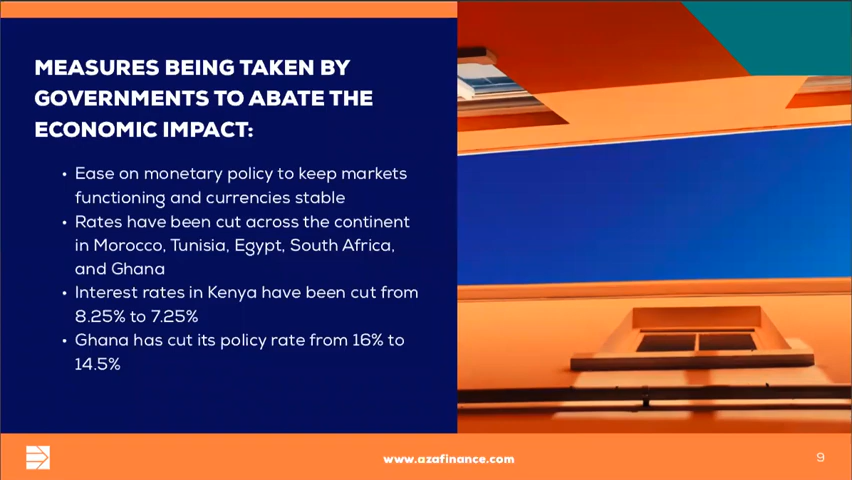 MEASURES BEING TAKEN BY
GOVERNMENTS TO ABATE THE
ECONOMIC IMPACT:
• Ease on monetary policy to keep markets
functioning and currencies stable
• Rates have been cut across the continent
in Morocco, Tunisia, Egypt, South Africa,
and Ghana
• Interest rates in Kenya have been cut from
8.25% to 7.25%
• Ghana has cut its policy rate from 16% to
14.5%
www.azafinance.com
9